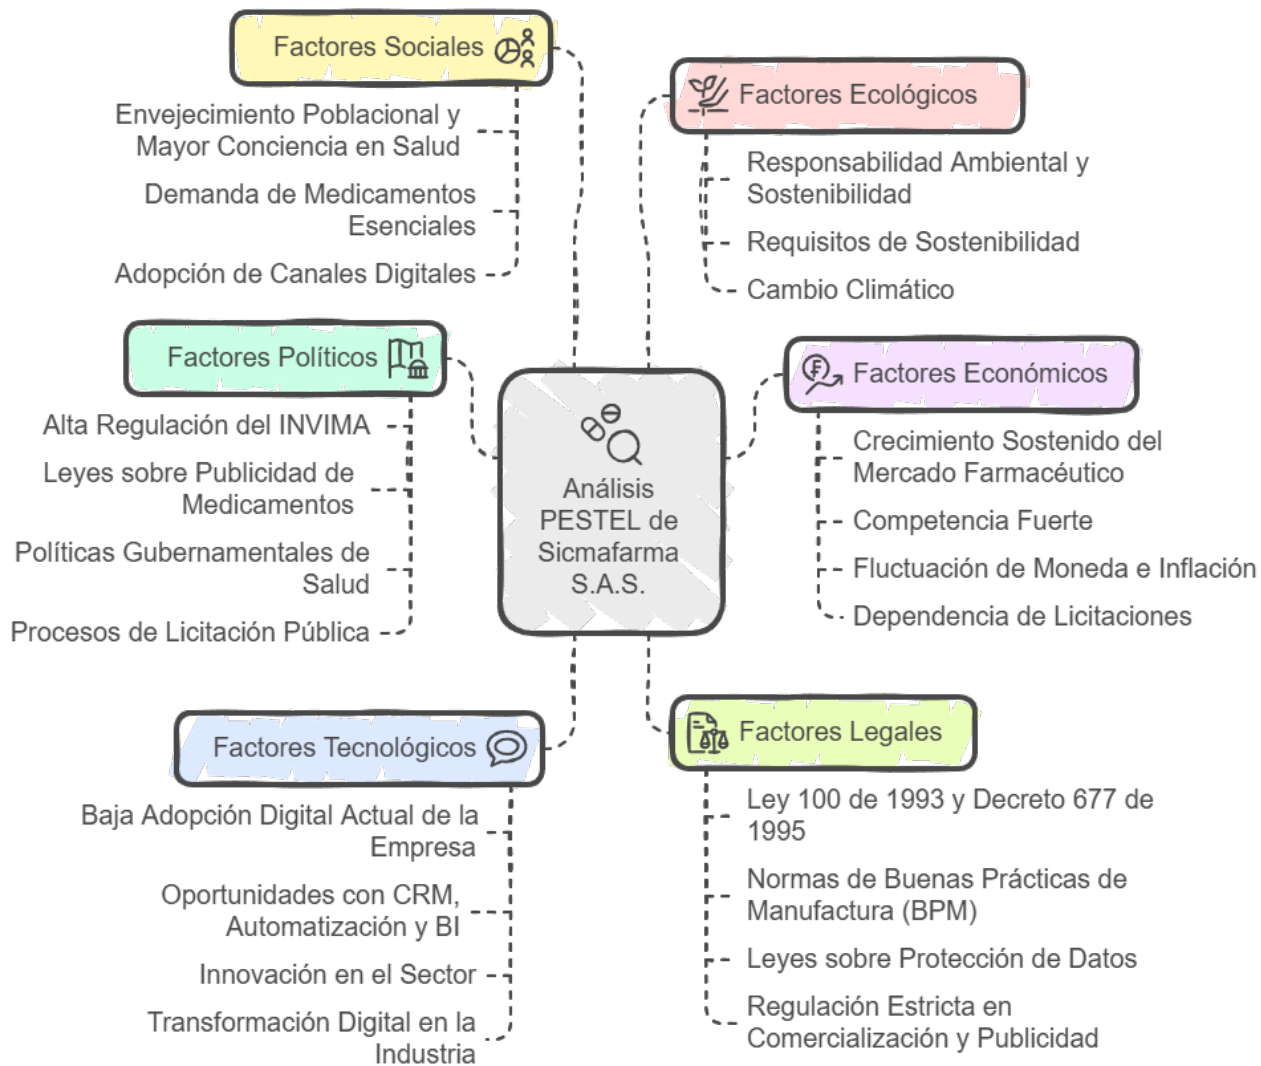 Factores Sociales
Envejecimiento Poblacional y
Mayor Conciencia en Salud
Demanda de Medicamentos
Esenciales
Adopción de Canales Digitales
Factores Ecológicos
Responsabilidad Ambiental y
Sostenibilidad
Requisitos de Sostenibilidad
Cambio Climático
Factores Políticos
Alta Regulación del INVIMA
Leyes sobre Publicidad de
Medicamentos
Políticas Gubernamentales de
Salud
Procesos de Licitación Pública
Análisis
PESTEL de
Sicmafarma
S.A.S.
Factores Económicos
Crecimiento Sostenido del
Mercado Farmacéutico
Competencia Fuerte
Fluctuación de Moneda e Inflación
Dependencia de Licitaciones
Factores Tecnológicos
Baja Adopción Digital Actual de la
Empresa
Oportunidades con CRM,
Automatización y BI
Innovación en el Sector
Transformación Digital en la
Industria
Factores Legales
Ley 100 de 1993 y Decreto 677 de
1995
Normas de Buenas Prácticas de
Manufactura (BPM)
Leyes sobre Protección de Datos
Regulación Estricta en
Comercialización y Publicidad